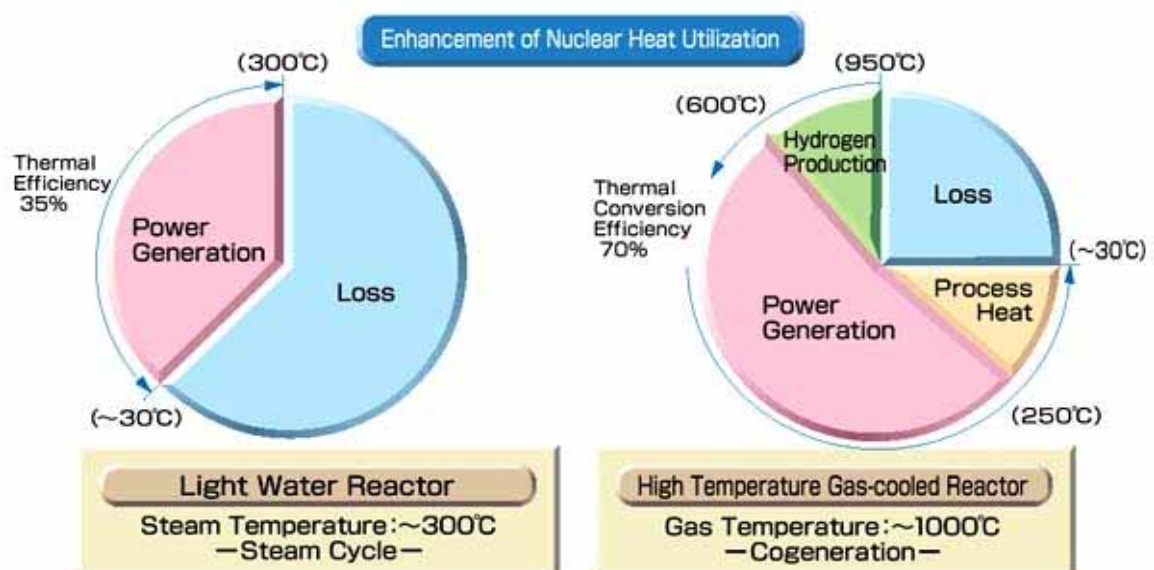 Enhancement of Nuclear Heat Utilization
(300℃)
Thermal
Efficiency
35%
Power
Generation
Loss
(~30℃)
Light Water Reactor
Steam Temperature:~300℃
—Steam Cycle—
(950℃)
(600℃)
Hydrogen
Production
Loss
Thermal
Conversion
Efficiency
70%
(~30℃)
Process
Heat
Power
Generation
(250℃)
High Temperature Gas-cooled Reactor
Gas Temperature:~1000℃
—Cogeneration—